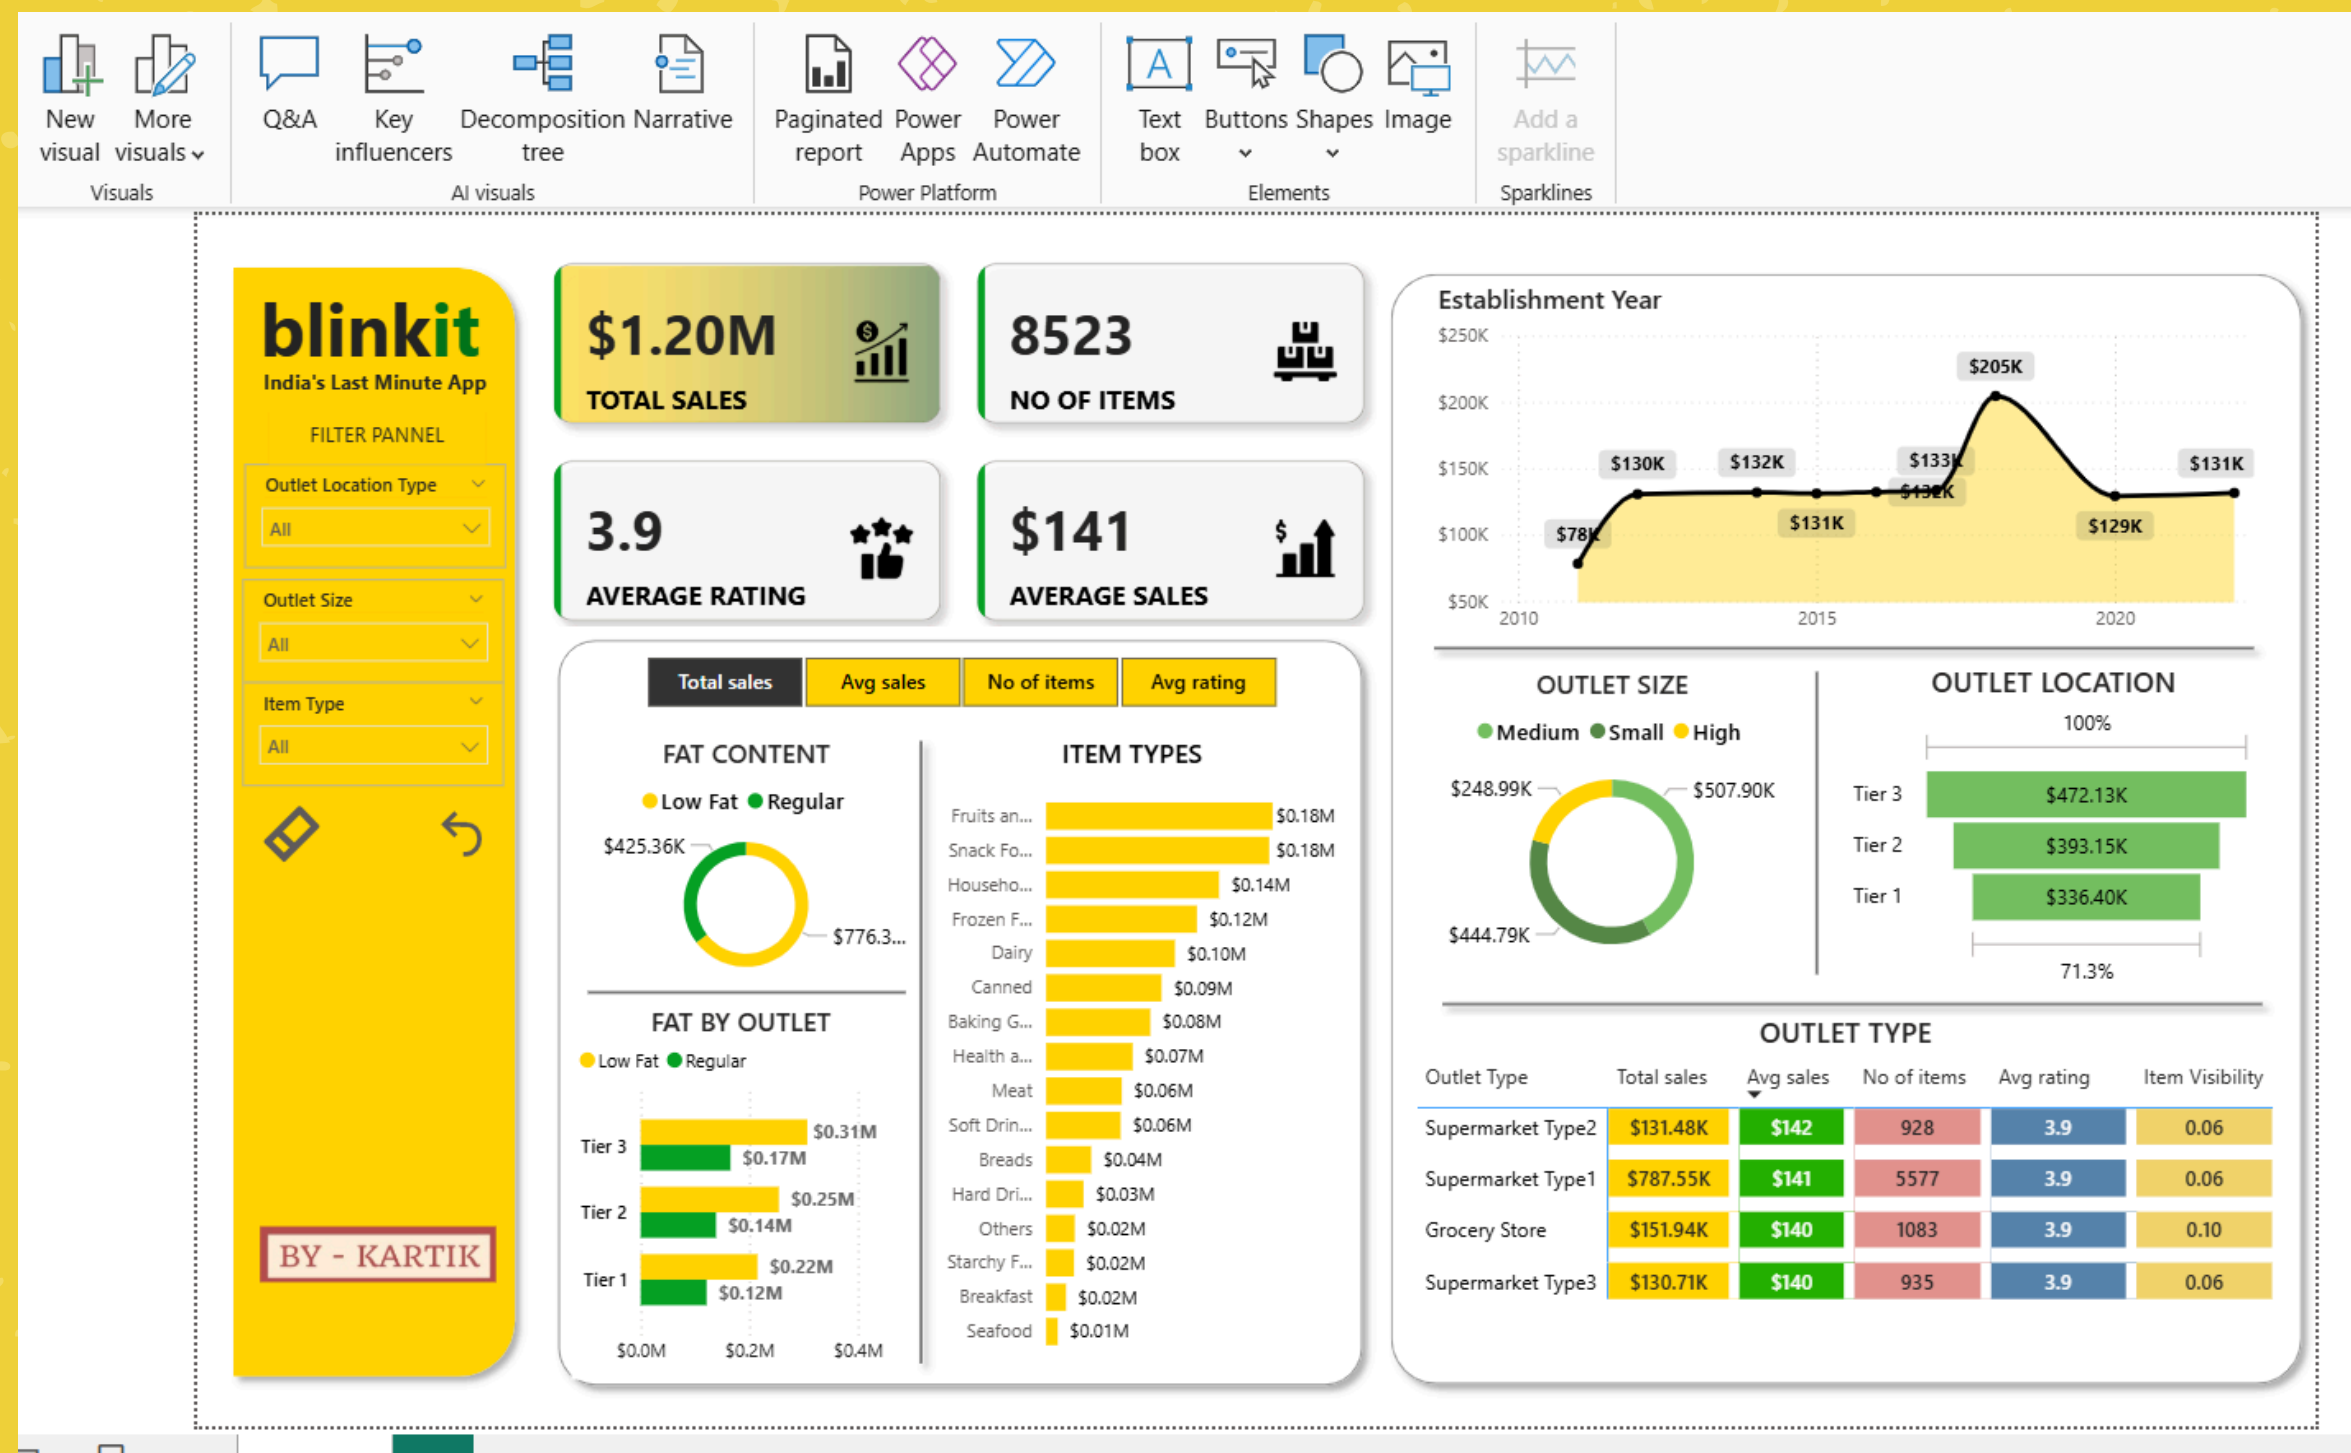 New visual
More visuals
Q&A
Key influencers
Decomposition tree
Narrative
Paginated report
Power Apps
Power Automate
Text box
Buttons
Shapes
Image
Add a sparkline
Visuals
AI visuals
Power Platform
Elements
Sparklines
blinkit
India's Last Minute App
FILTER PANNEL
Outlet Location Type
All
Outlet Size
All
Item Type
All
BY - KARTIK
$1.20M
TOTAL SALES
8523
NO OF ITEMS
3.9
AVERAGE RATING
$141
AVERAGE SALES
Total sales
Avg sales
No of items
Avg rating
FAT CONTENT
Low Fat
Regular
$425.36K
$776.3...
FAT BY OUTLET
Low Fat
Regular
Tier 3
$0.31M
$0.17M
Tier 2
$0.25M
$0.14M
Tier 1
$0.22M
$0.12M
$0.0M
$0.2M
$0.4M
ITEM TYPES
Fruits an... $0.18M
Snack Fo... $0.18M
Househo... $0.14M
Frozen F... $0.12M
Dairy $0.10M
Canned $0.09M
Baking G... $0.08M
Health a... $0.07M
Meat $0.06M
Soft Drin... $0.06M
Breads $0.04M
Hard Dri... $0.03M
Others $0.02M
Starchy F... $0.02M
Breakfast $0.02M
Seafood $0.01M
Establishment Year
$250K
$200K
$150K
$100K
$50K
$78K
$130K
$132K
$131K
$133K
$132K
$205K
$129K
$131K
2010
2015
2020
OUTLET SIZE
Medium
Small
High
$248.99K
$507.90K
$444.79K
OUTLET LOCATION
100%
Tier 3 $472.13K
Tier 2 $393.15K
Tier 1 $336.40K
71.3%
OUTLET TYPE
Outlet Type Total sales Avg sales No of items Avg rating Item Visibility
Supermarket Type2 $131.48K $142 928 3.9 0.06
Supermarket Type1 $787.55K $141 5577 3.9 0.06
Grocery Store $151.94K $140 1083 3.9 0.10
Supermarket Type3 $130.71K $140 935 3.9 0.06